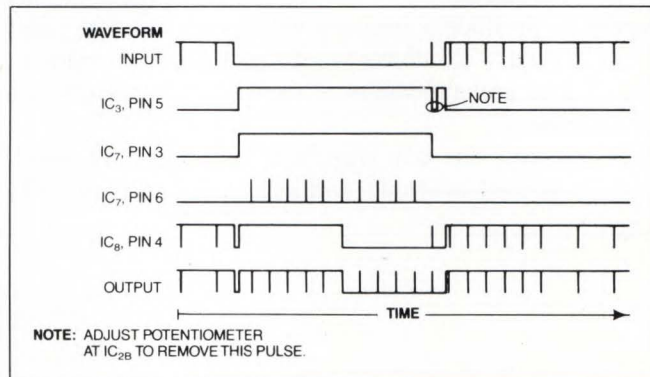 WAVEFORM
INPUT
IC3, PIN 5
NOTE
IC7, PIN 3
IC7, PIN 6
IC8, PIN 4
OUTPUT
TIME
NOTE: ADJUST POTENTIOMETER
AT IC2B TO REMOVE THIS PULSE.